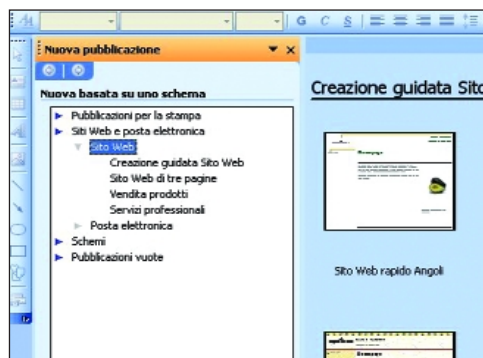 G C S
Nuova pubblicazione
Nuova basata su uno schema
Pubblicazioni per la stampa
Siti Web e posta elettronica
Sito Web
Creazione guidata Sito Web
Sito Web di tre pagine
Vendita prodotti
Servizi professionali
Posta elettronica
Schemi
Pubblicazioni vuote
Creazione guidata Sito
Homepage
Sito Web rapido Angoli